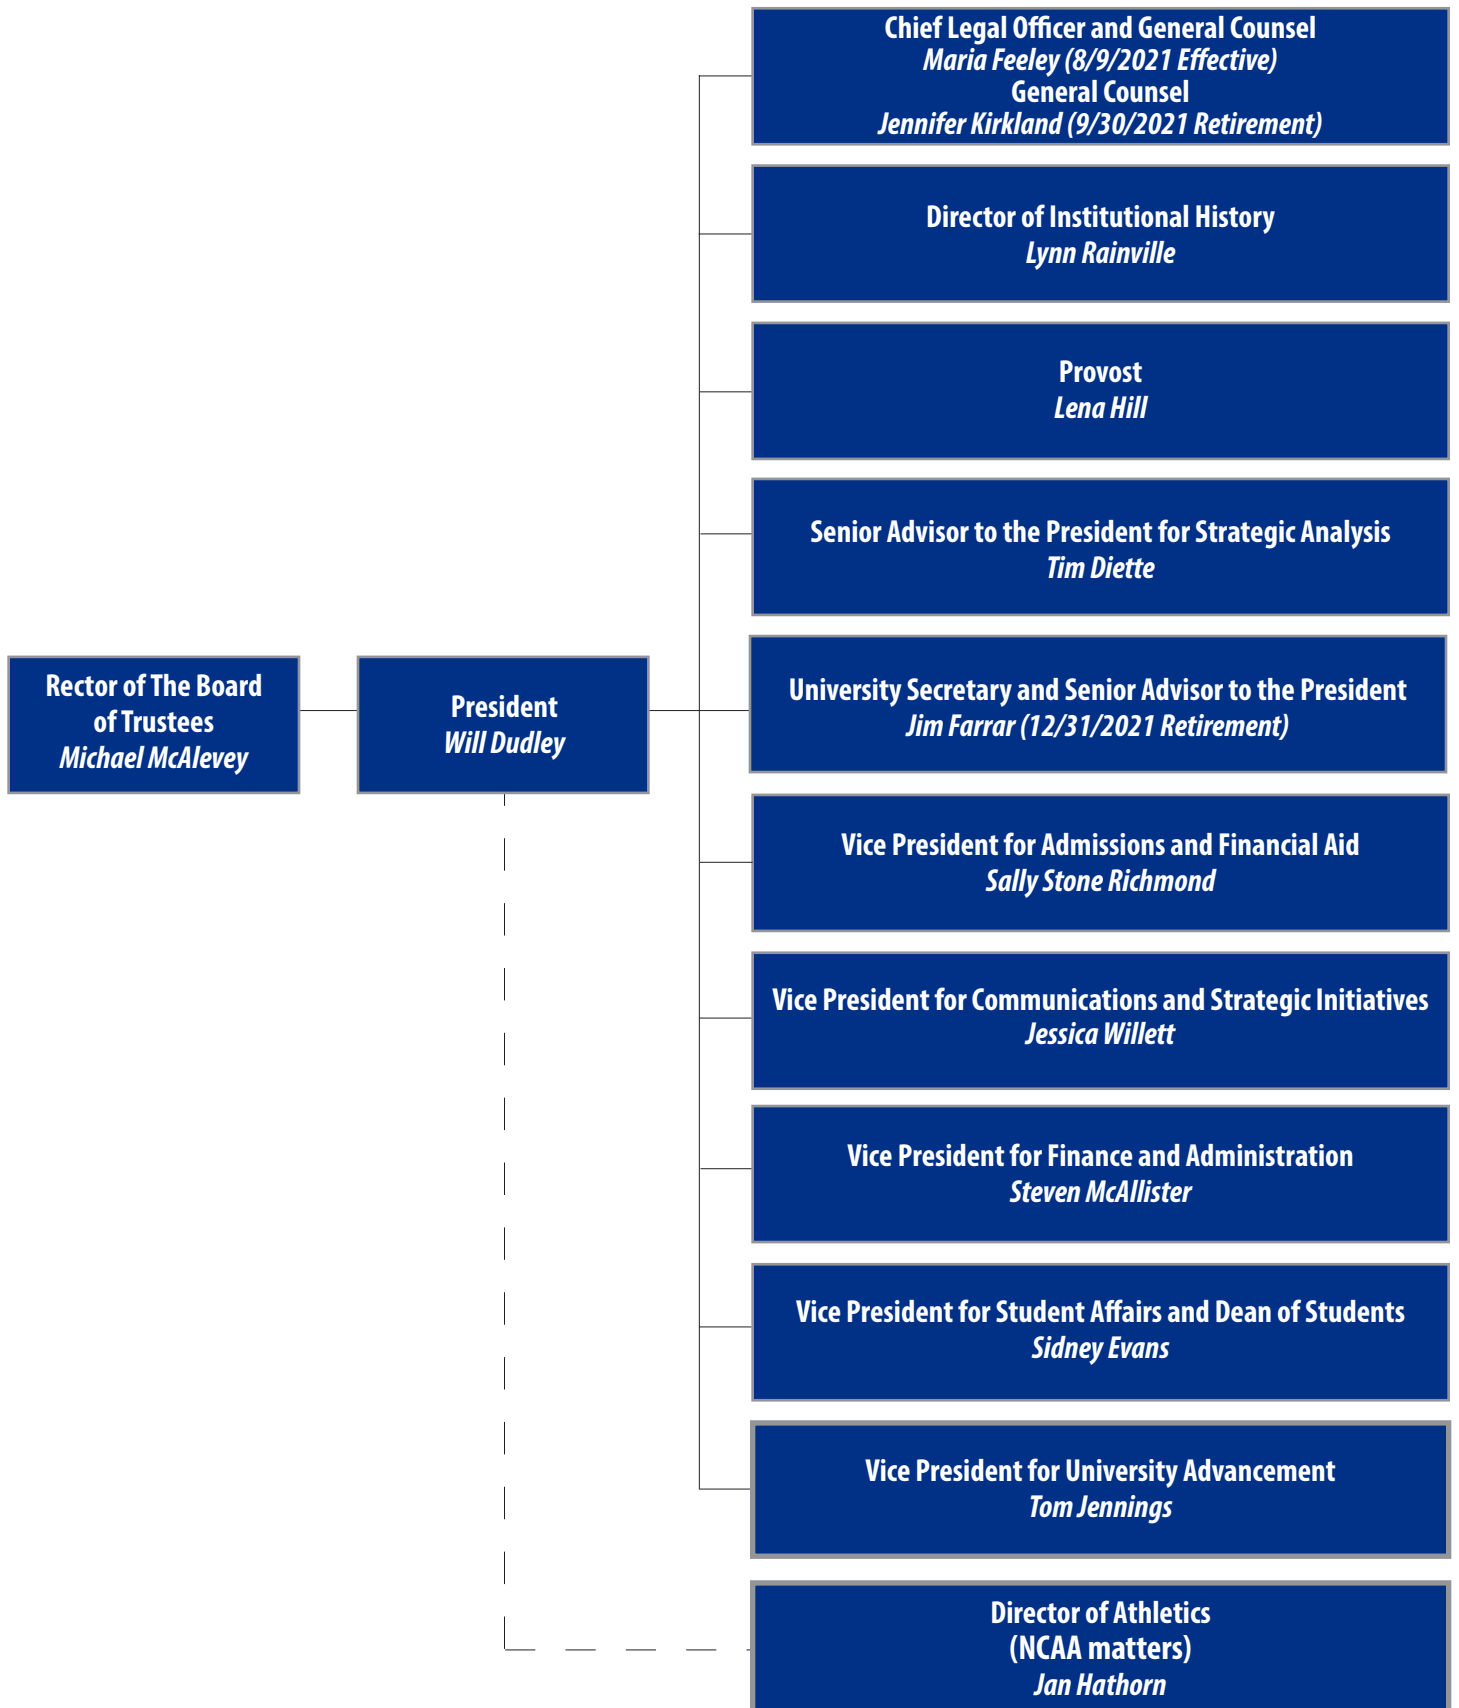 Chief Legal Officer and General Counsel
Maria Feeley (8/9/2021 Effective)
General Counsel
Jennifer Kirkland (9/30/2021 Retirement)
Director of Institutional History
Lynn Rainville
Provost
Lena Hill
Senior Advisor to the President for Strategic Analysis
Tim Diette
Rector of The Board
of Trustees
Michael McAlevey
President
Will Dudley
University Secretary and Senior Advisor to the President
Jim Farrar (12/31/2021 Retirement)
Vice President for Admissions and Financial Aid
Sally Stone Richmond
Vice President for Communications and Strategic Initiatives
Jessica Willett
Vice President for Finance and Administration
Steven McAllister
Vice President for Student Affairs and Dean of Students
Sidney Evans
Vice President for University Advancement
Tom Jennings
Director of Athletics
(NCAA matters)
Jan Hathorn